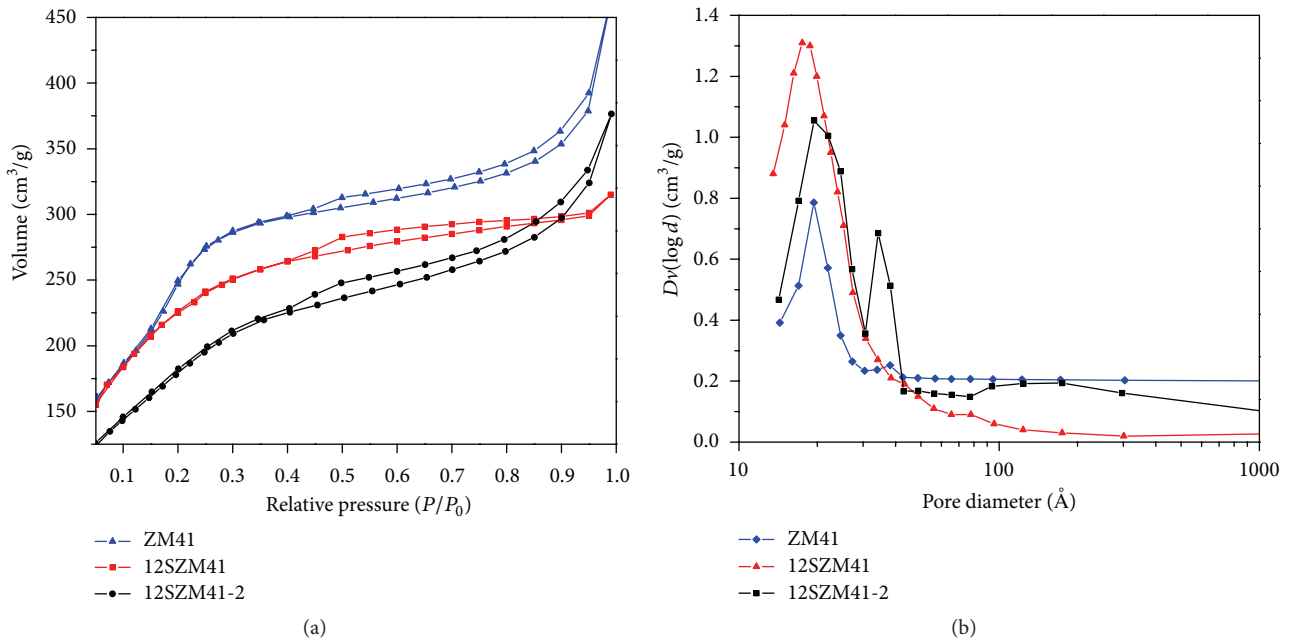 450
400
350
300
250
200
150
Volume (cm³/g)
0.1 0.2 0.3 0.4 0.5 0.6 0.7 0.8 0.9 1.0
Relative pressure (P/P₀)
ZM41
12SZM41
12SZM41-2
(a)
1.4
1.2
1.0
0.8
0.6
0.4
0.2
0.0
Dv(log d) (cm³/g)
10 100 1000
Pore diameter (Å)
ZM41
12SZM41
12SZM41-2
(b)